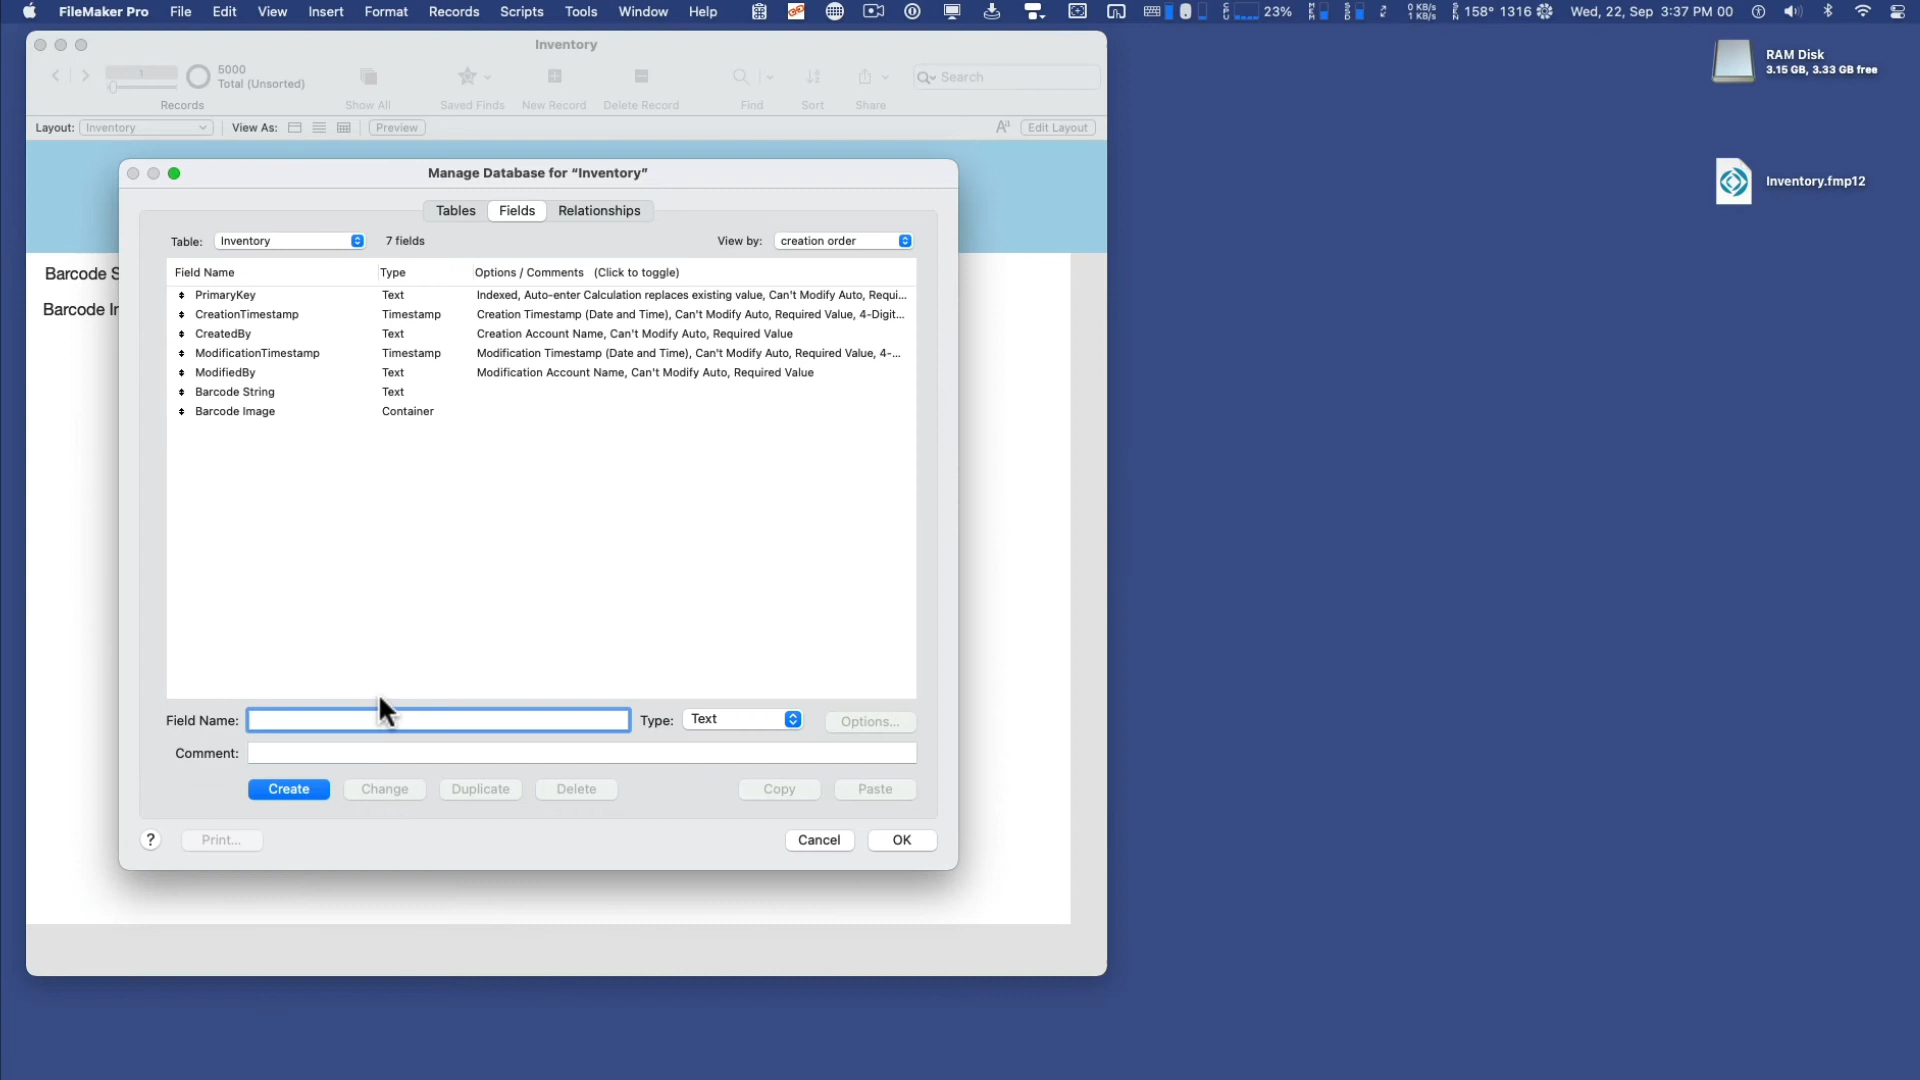 FileMaker Pro File Edit View Insert Format Records Scripts Tools Window Help 23% 0 KB/s 1 KB/s 158° 1316 Wed, 22, Sep 3:37 PM 00
Inventory
1 5000
Total (Unsorted)
Search
Records Show All Saved Finds New Record Delete Record Find Sort Share
Layout: Inventory View As: Preview Aa Edit Layout
RAM Disk
3.15 GB, 3.33 GB free
Inventory.fmp12
Barcode S
Barcode Ir
Manage Database for “Inventory”
Tables Fields Relationships
Table: Inventory 7 fields View by: creation order
Field Name Type Options / Comments (Click to toggle)
PrimaryKey Text Indexed, Auto-enter Calculation replaces existing value, Can't Modify Auto, Requi...
CreationTimestamp Timestamp Creation Timestamp (Date and Time), Can't Modify Auto, Required Value, 4-Digit...
CreatedBy Text Creation Account Name, Can't Modify Auto, Required Value
ModificationTimestamp Timestamp Modification Timestamp (Date and Time), Can't Modify Auto, Required Value, 4-...
ModifiedBy Text Modification Account Name, Can't Modify Auto, Required Value
Barcode String Text
Barcode Image Container
Field Name: Type: Text Options...
Comment:
Create Change Duplicate Delete Copy Paste
? Print... Cancel OK